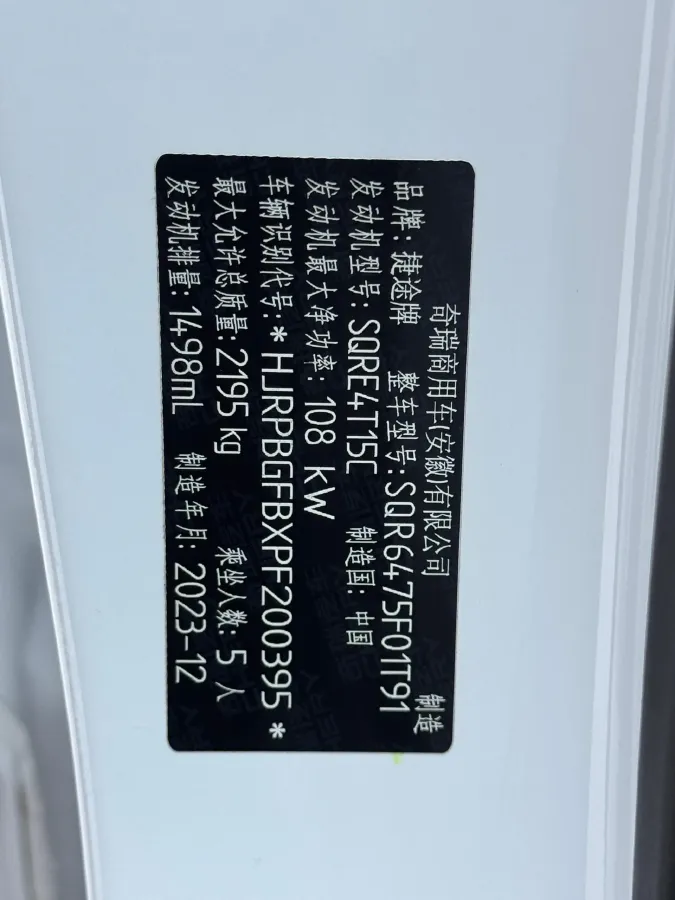 奇瑞商用车(安徽)有限公司 制造
品牌: 捷途牌 整车型号:SQR6475F01T91
发动机型号: SQRE4T15C 制造国: 中国
发动机最大净功率: 108 kW
车辆识别代号:*HJRPBGFBXPF200395*
最大允许总质量: 2195 kg 乘坐人数: 5 人
发动机排量: 1498mL 制造年月: 2023-12